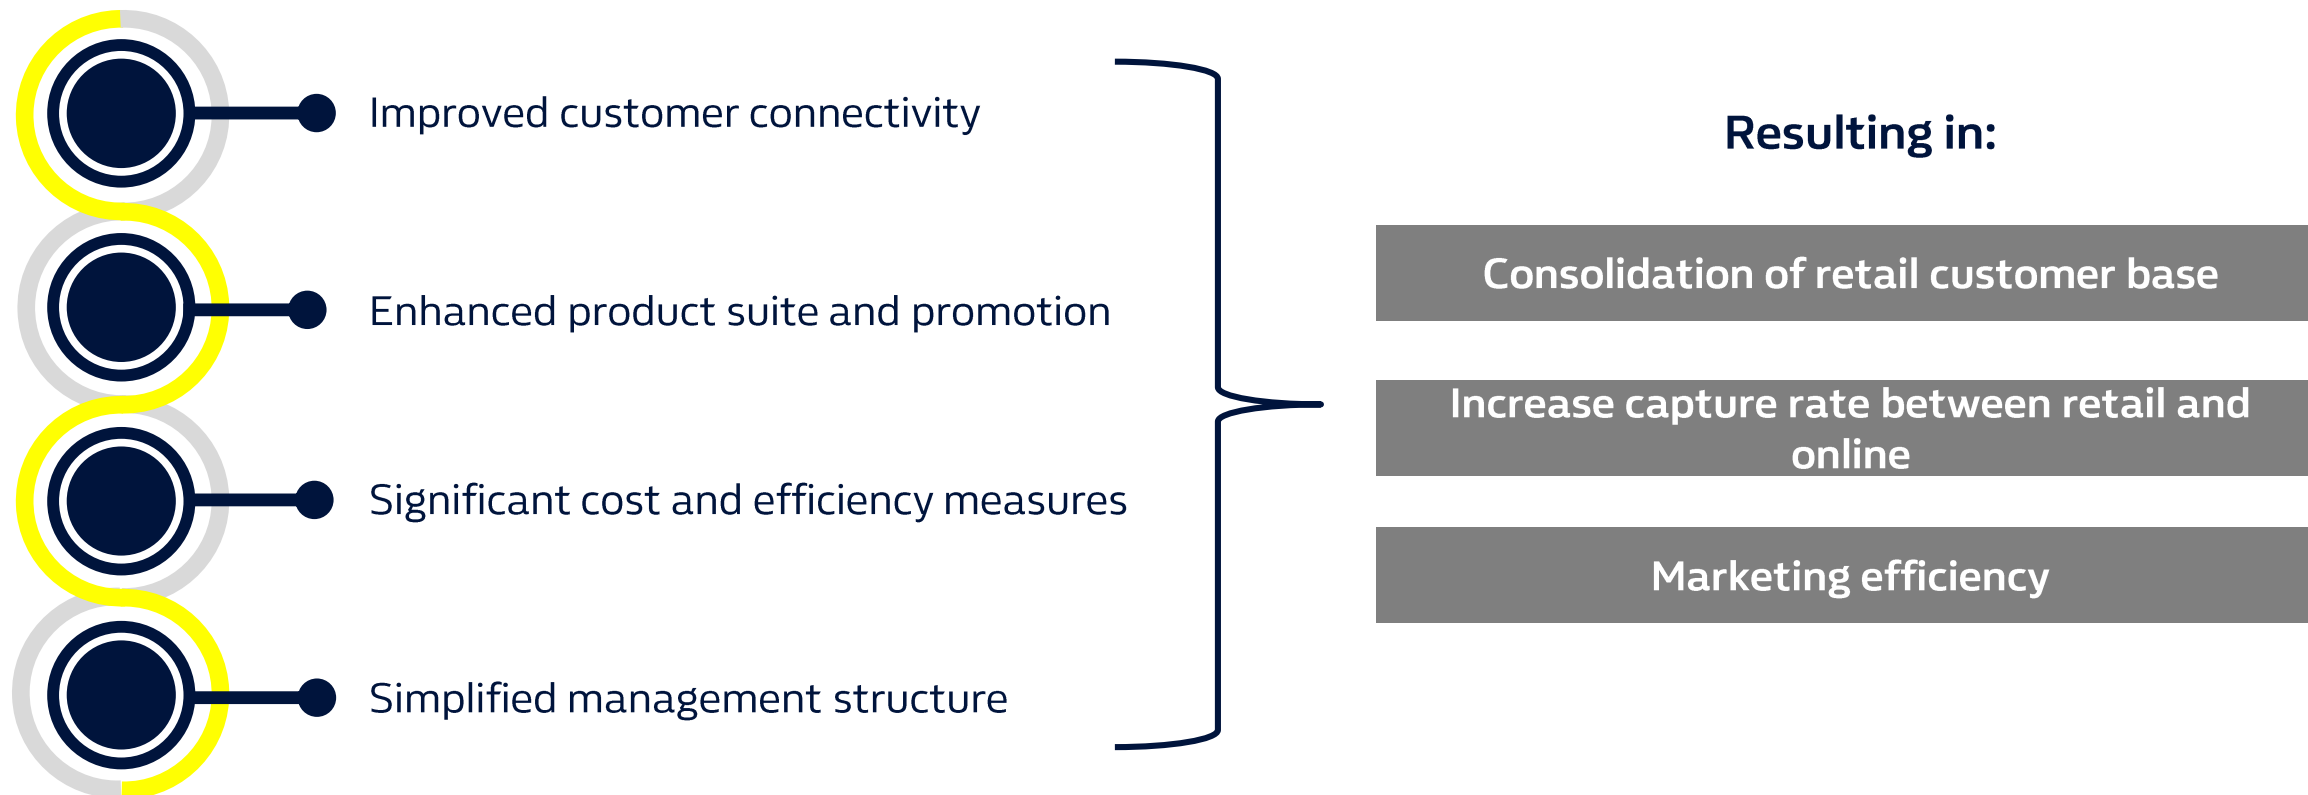 Improved customer connectivity
Enhanced product suite and promotion
Significant cost and efficiency measures
Simplified management structure
Resulting in:
Consolidation of retail customer base
Increase capture rate between retail and
online
Marketing efficiency